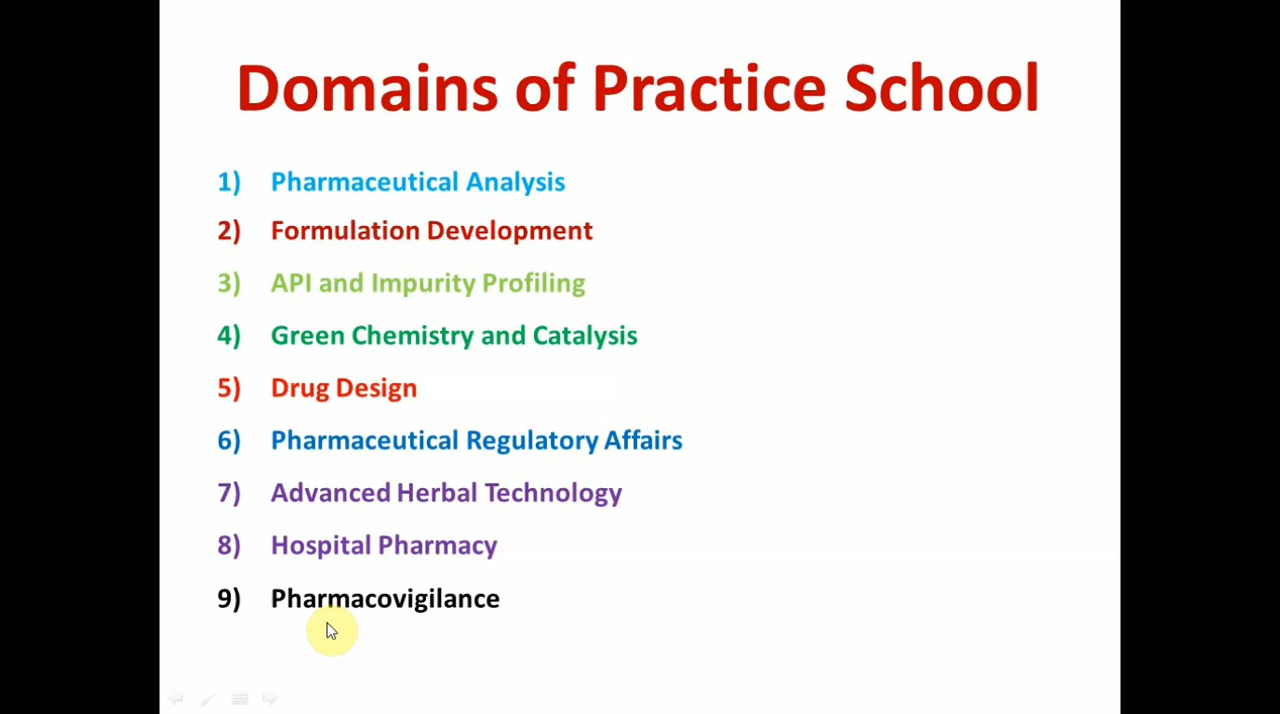 Domains of Practice School
1) Pharmaceutical Analysis
2) Formulation Development
3) API and Impurity Profiling
4) Green Chemistry and Catalysis
5) Drug Design
6) Pharmaceutical Regulatory Affairs
7) Advanced Herbal Technology
8) Hospital Pharmacy
9) Pharmacovigilance